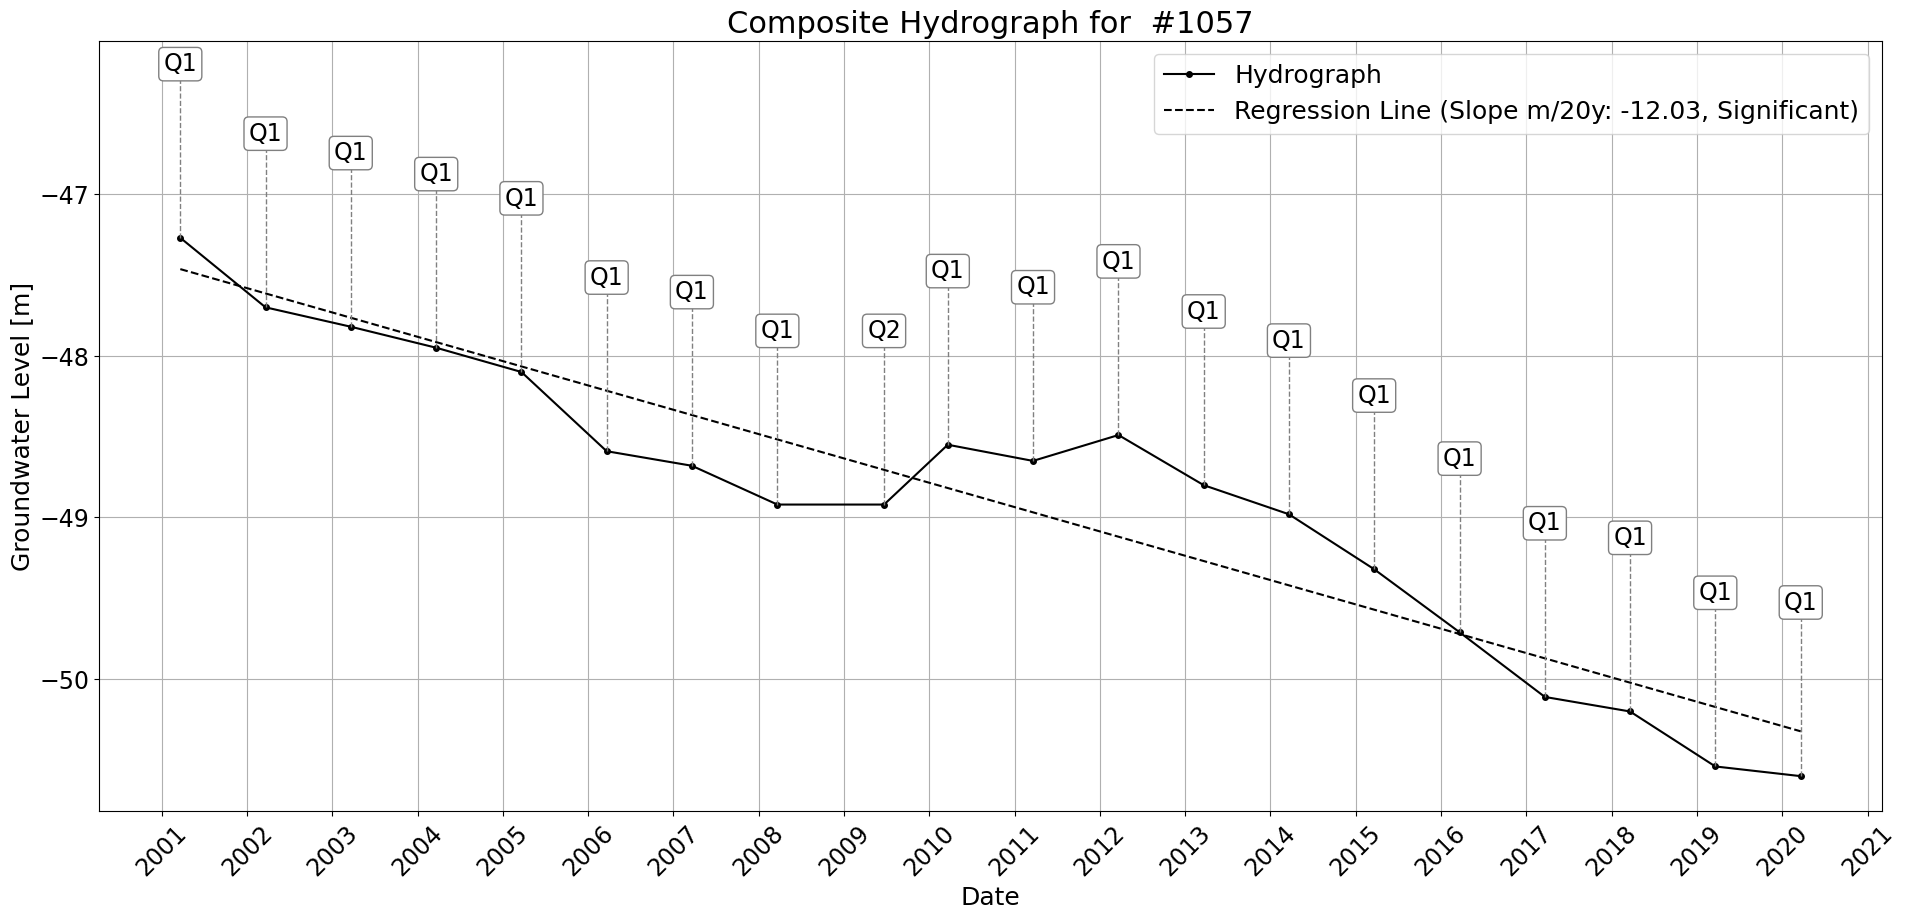 Composite Hydrograph for  #1057
Hydrograph
Regression Line (Slope m/20y: -12.03, Significant)
Q1
Q1
Q1
Q1
Q1
Q1
Q1
Q1
Q2
Q1
Q1
Q1
Q1
Q1
Q1
Q1
Q1
Q1
Q1
Q1
Groundwater Level [m]
−47
−48
−49
−50
2001
2002
2003
2004
2005
2006
2007
2008
2009
2010
2011
2012
2013
2014
2015
2016
2017
2018
2019
2020
2021
Date